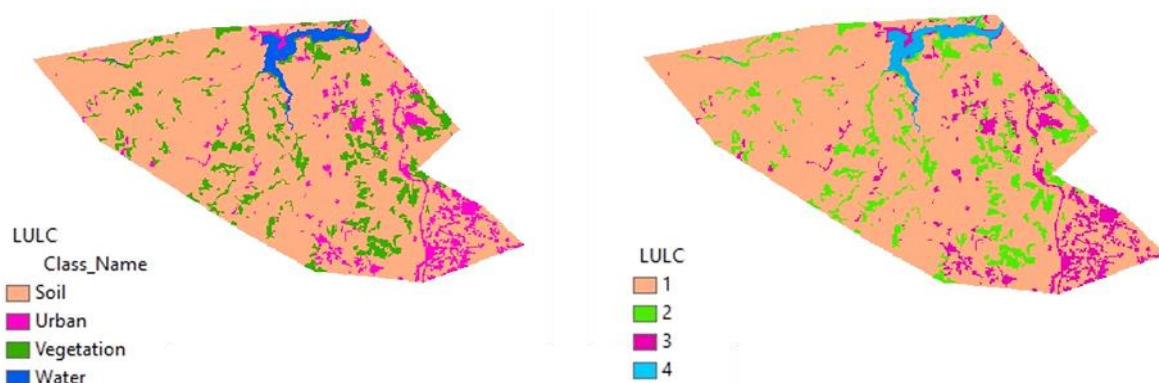 LULC
Class_Name
Soil
Urban
Vegetation
Water
LULC
1
2
3
4